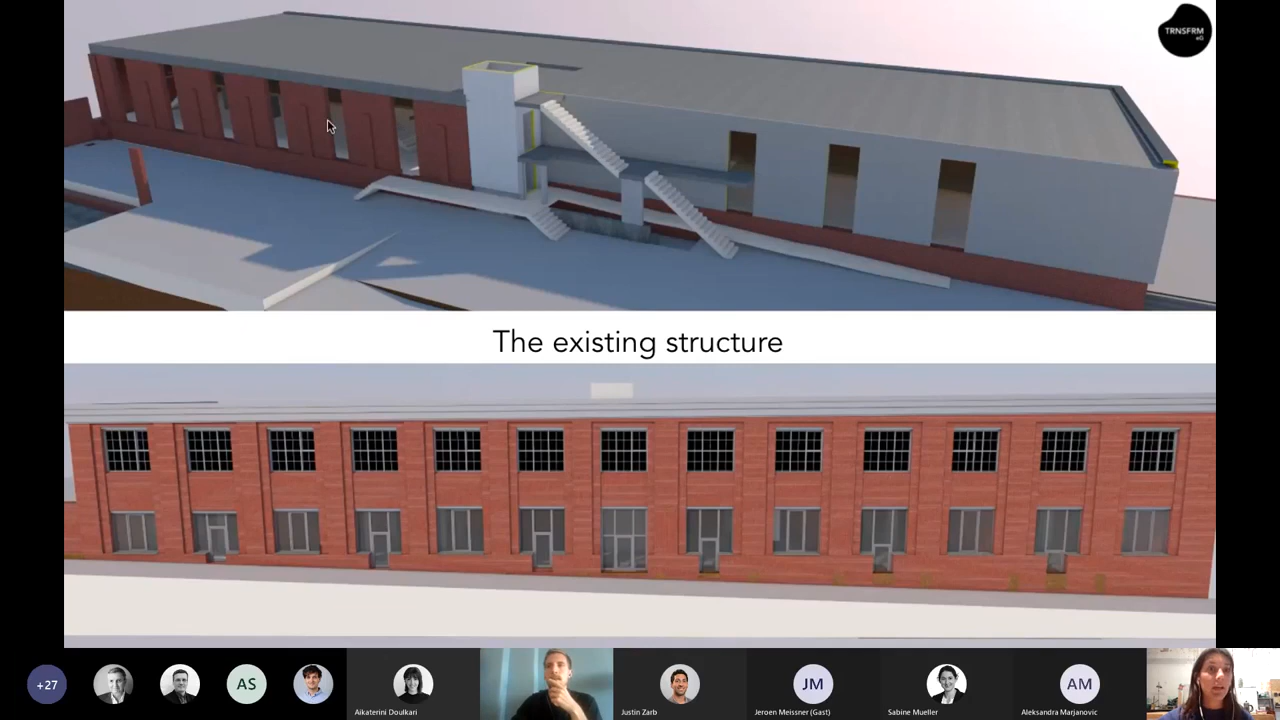 TRNSFRM
eG
The existing structure
+27
AS
JM
AM
Aikaterini Doulkari
Justin Zarb
Jeroen Meissner (Gast)
Sabine Mueller
Aleksandra Marjanovic